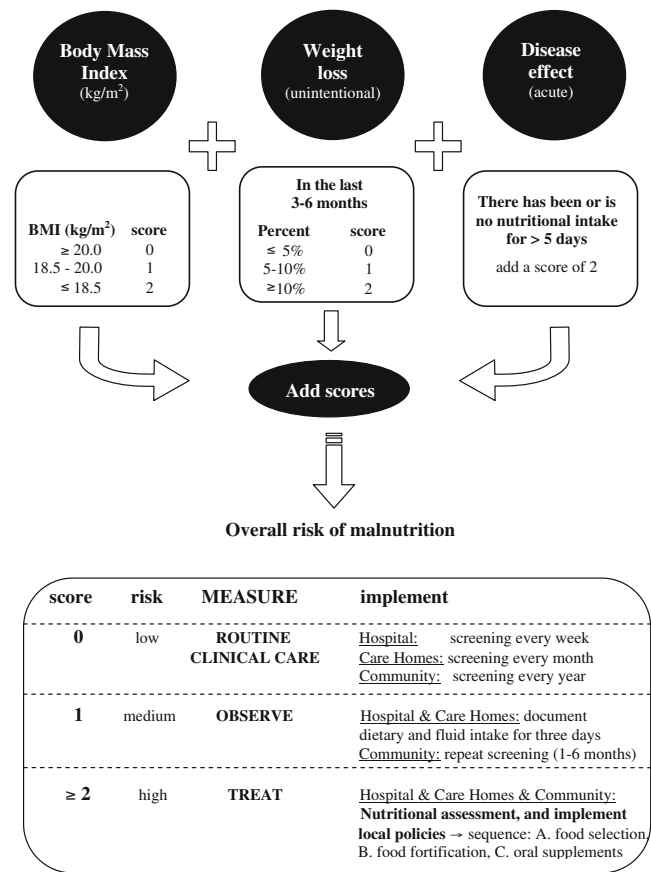 Body Mass
Index
(kg/m²)
Weight
loss
(unintentional)
Disease
effect
(acute)
BMI (kg/m²) score
≥ 20.0 0
18.5 - 20.0 1
≤ 18.5 2
In the last
3-6 months
Percent score
≤ 5% 0
5-10% 1
≥10% 2
There has been or is
no nutritional intake
for > 5 days
add a score of 2
Add scores
Overall risk of malnutrition
score risk MEASURE implement
0 low ROUTINE Hospital: screening every week
CLINICAL CARE Care Homes: screening every month
Community: screening every year
1 medium OBSERVE Hospital & Care Homes: document
dietary and fluid intake for three days
Community: repeat screening (1-6 months)
≥ 2 high TREAT Hospital & Care Homes & Community:
Nutritional assessment, and implement
local policies → sequence: A. food selection,
B. food fortification, C. oral supplements